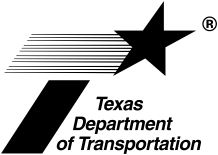 ®
Texas
Department
of Transportation